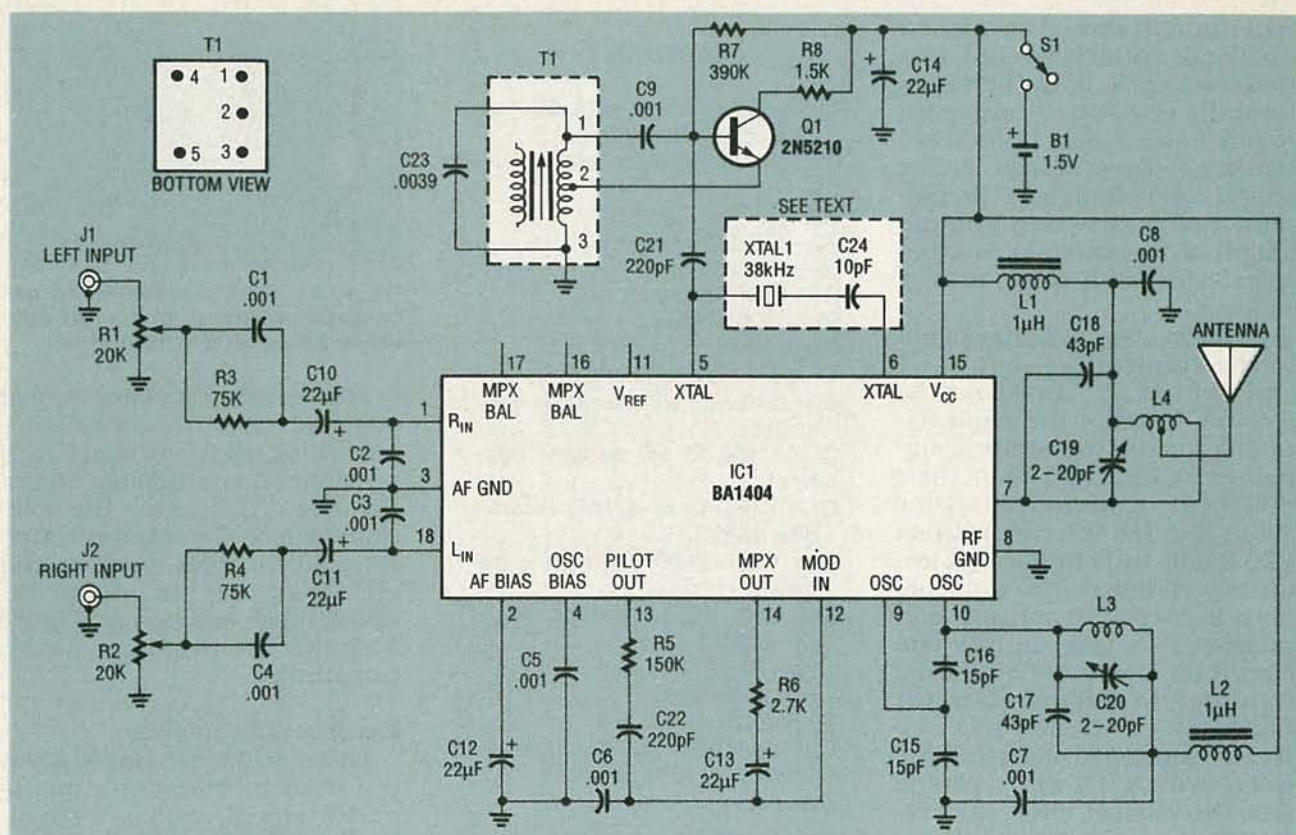 T1
4 1
2
5 3
BOTTOM VIEW
T1
1
2
3
C23
.0039
C9
.001
R7
390K
R8
1.5K
Q1
2N5210
C14
22µF
S1
B1
1.5V
J1
LEFT INPUT
R1
20K
C1
.001
R3
75K
C10
22µF
+
C2
.001
C3
.001
J2
RIGHT INPUT
R2
20K
R4
75K
C11
22µF
+
C4
.001
C21
220pF
SEE TEXT
XTAL1
38kHz
C24
10pF
L1
1µH
C8
.001
C18
43pF
ANTENNA
L4
C19
2–20pF
17 16 11 5 6 15
MPX BAL
MPX BAL
VREF
XTAL
XTAL
VCC
1
RIN
3
AF GND
18
LIN
IC1
BA1404
7
8
RF GND
AF BIAS
OSC BIAS
PILOT OUT
MPX OUT
MOD IN
OSC
OSC
2 4 13 14 12 9 10
C12
22µF
+
C5
.001
R5
150K
C22
220pF
C6
.001
R6
2.7K
C13
22µF
+
C16
15pF
C15
15pF
C17
43pF
L3
C20
2–20pF
C7
.001
L2
1µH